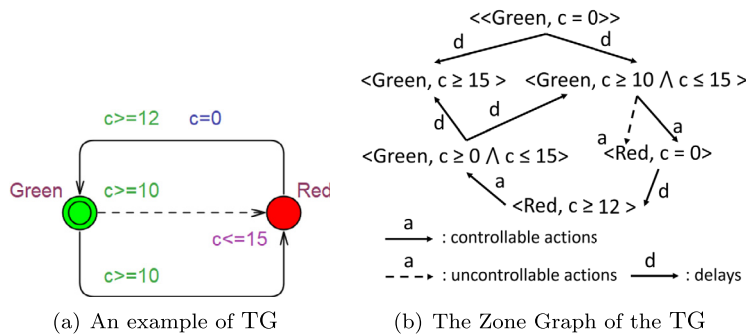 c>=12 c=0
Green
c>=10
Red
c<=15
c>=10
(a) An example of TG
<<Green, c = 0>>
d d
<Green, c ≥ 15 > <Green, c ≥ 10 ⋀ c ≤ 15>
d d a a
<Green, c ≥ 0 ⋀ c ≤ 15> <Red, c = 0>
a d
<Red, c ≥ 12 >
a : controllable actions
a : uncontrollable actions d : delays
(b) The Zone Graph of the TG